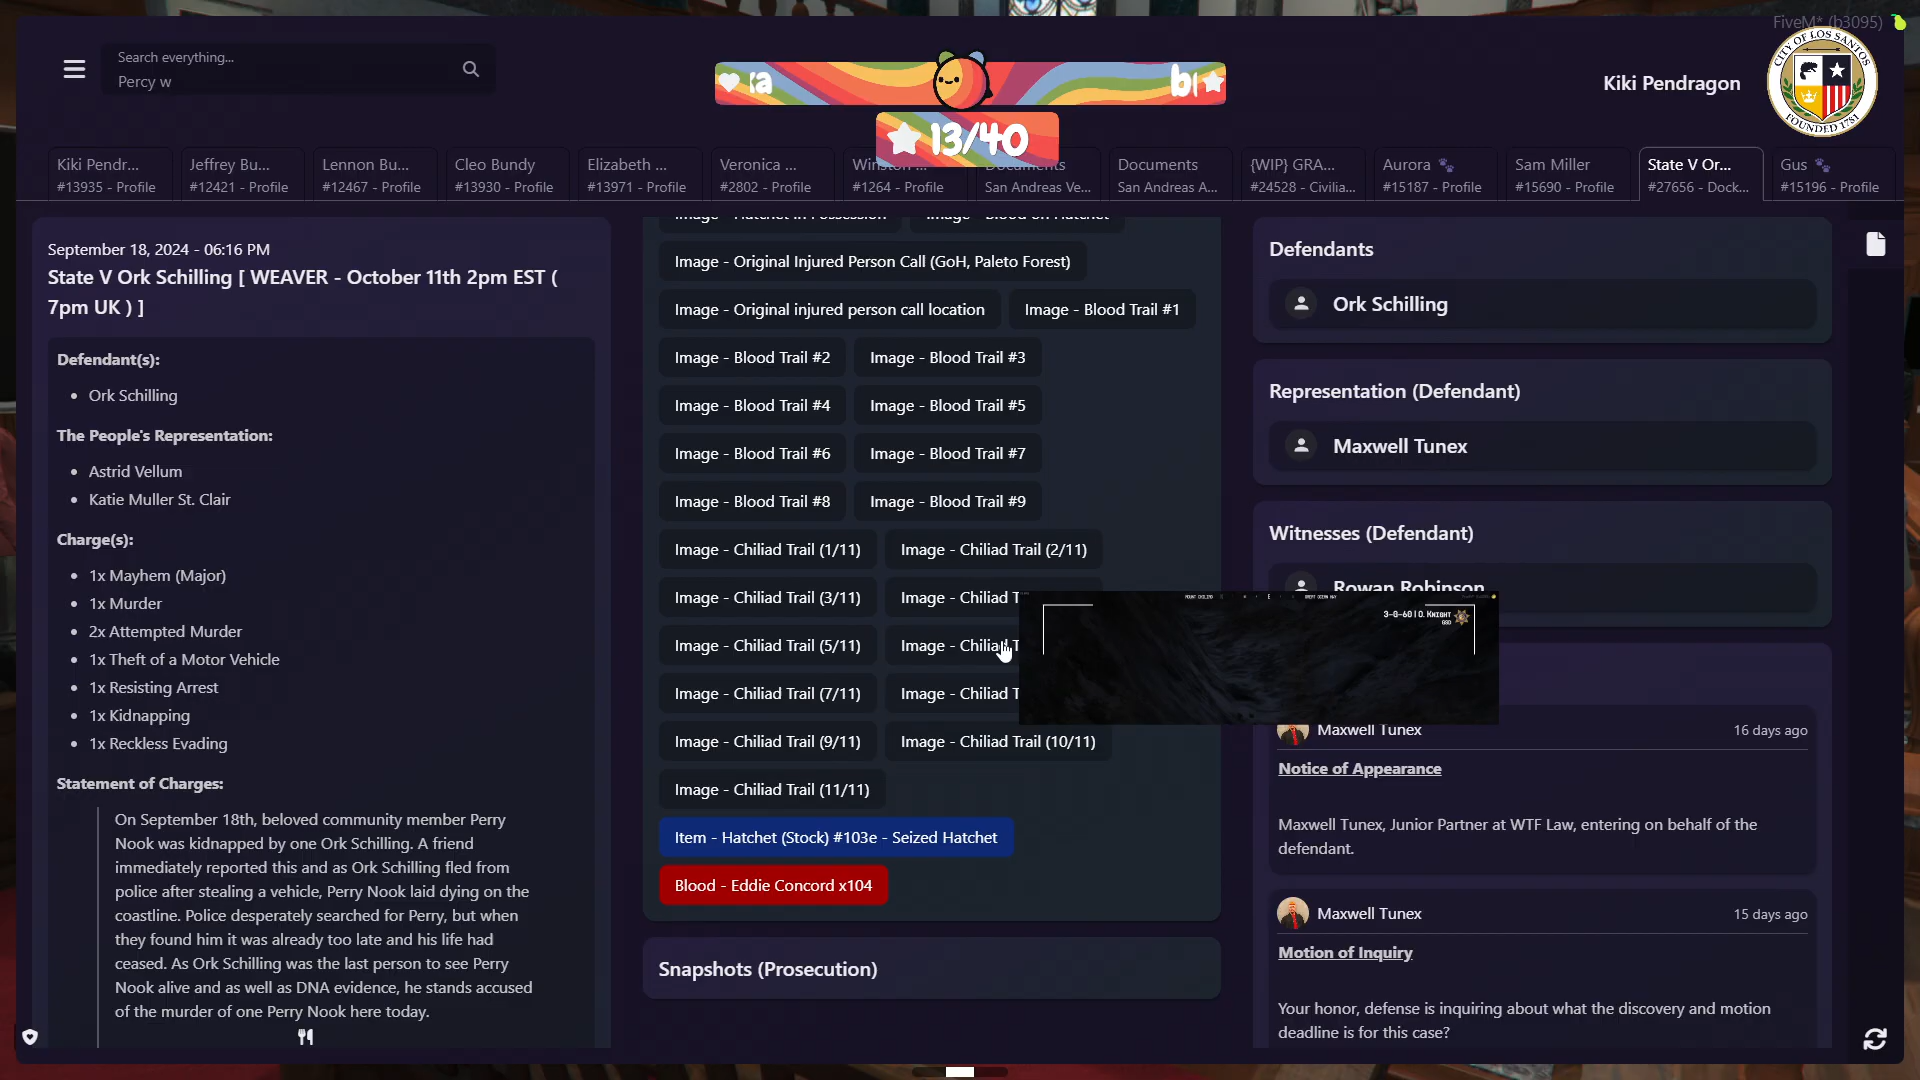 FiveM* (b3095)
Search everything...
Percy w
13/40
Kiki Pendragon
CITY OF LOS SANTOS
FOUNDED 1781
Kiki Pendr...
#13935 - Profile
Jeffrey Bu...
#12421 - Profile
Lennon Bu...
#12467 - Profile
Cleo Bundy
#13930 - Profile
Elizabeth ...
#13971 - Profile
Veronica ...
#2802 - Profile
#1264 - Profile
Documents
San Andreas Ve...
Documents
San Andreas A...
{WIP} GRA...
#24528 - Civilia...
Aurora
#15187 - Profile
Sam Miller
#15690 - Profile
State V Or...
#27656 - Dock...
Gus
#15196 - Profile
September 18, 2024 - 06:16 PM
State V Ork Schilling [ WEAVER - October 11th 2pm EST (
7pm UK ) ]
Defendant(s):
• Ork Schilling
The People's Representation:
• Astrid Vellum
• Katie Muller St. Clair
Charge(s):
• 1x Mayhem (Major)
• 1x Murder
• 2x Attempted Murder
• 1x Theft of a Motor Vehicle
• 1x Resisting Arrest
• 1x Kidnapping
• 1x Reckless Evading
Statement of Charges:
On September 18th, beloved community member Perry
Nook was kidnapped by one Ork Schilling. A friend
immediately reported this and as Ork Schilling fled from
police after stealing a vehicle, Perry Nook laid dying on the
coastline. Police desperately searched for Perry, but when
they found him it was already too late and his life had
ceased. As Ork Schilling was the last person to see Perry
Nook alive and as well as DNA evidence, he stands accused
of the murder of one Perry Nook here today.
Image - Hatchet in Possession
Image - Blood on Hatchet
Image - Original Injured Person Call (GoH, Paleto Forest)
Image - Original injured person call location
Image - Blood Trail #1
Image - Blood Trail #2
Image - Blood Trail #3
Image - Blood Trail #4
Image - Blood Trail #5
Image - Blood Trail #6
Image - Blood Trail #7
Image - Blood Trail #8
Image - Blood Trail #9
Image - Chiliad Trail (1/11)
Image - Chiliad Trail (2/11)
Image - Chiliad Trail (3/11)
Image - Chiliad T
Image - Chiliad Trail (5/11)
Image - Chiliad T
Image - Chiliad Trail (7/11)
Image - Chiliad T
Image - Chiliad Trail (9/11)
Image - Chiliad Trail (10/11)
Image - Chiliad Trail (11/11)
Item - Hatchet (Stock) #103e - Seized Hatchet
Blood - Eddie Concord x104
Snapshots (Prosecution)
Defendants
Ork Schilling
Representation (Defendant)
Maxwell Tunex
Witnesses (Defendant)
Rowan Robinson
3-G-60 | O. Knight
Maxwell Tunex
16 days ago
Notice of Appearance
Maxwell Tunex, Junior Partner at WTF Law, entering on behalf of the
defendant.
Maxwell Tunex
15 days ago
Motion of Inquiry
Your honor, defense is inquiring about what the discovery and motion
deadline is for this case?